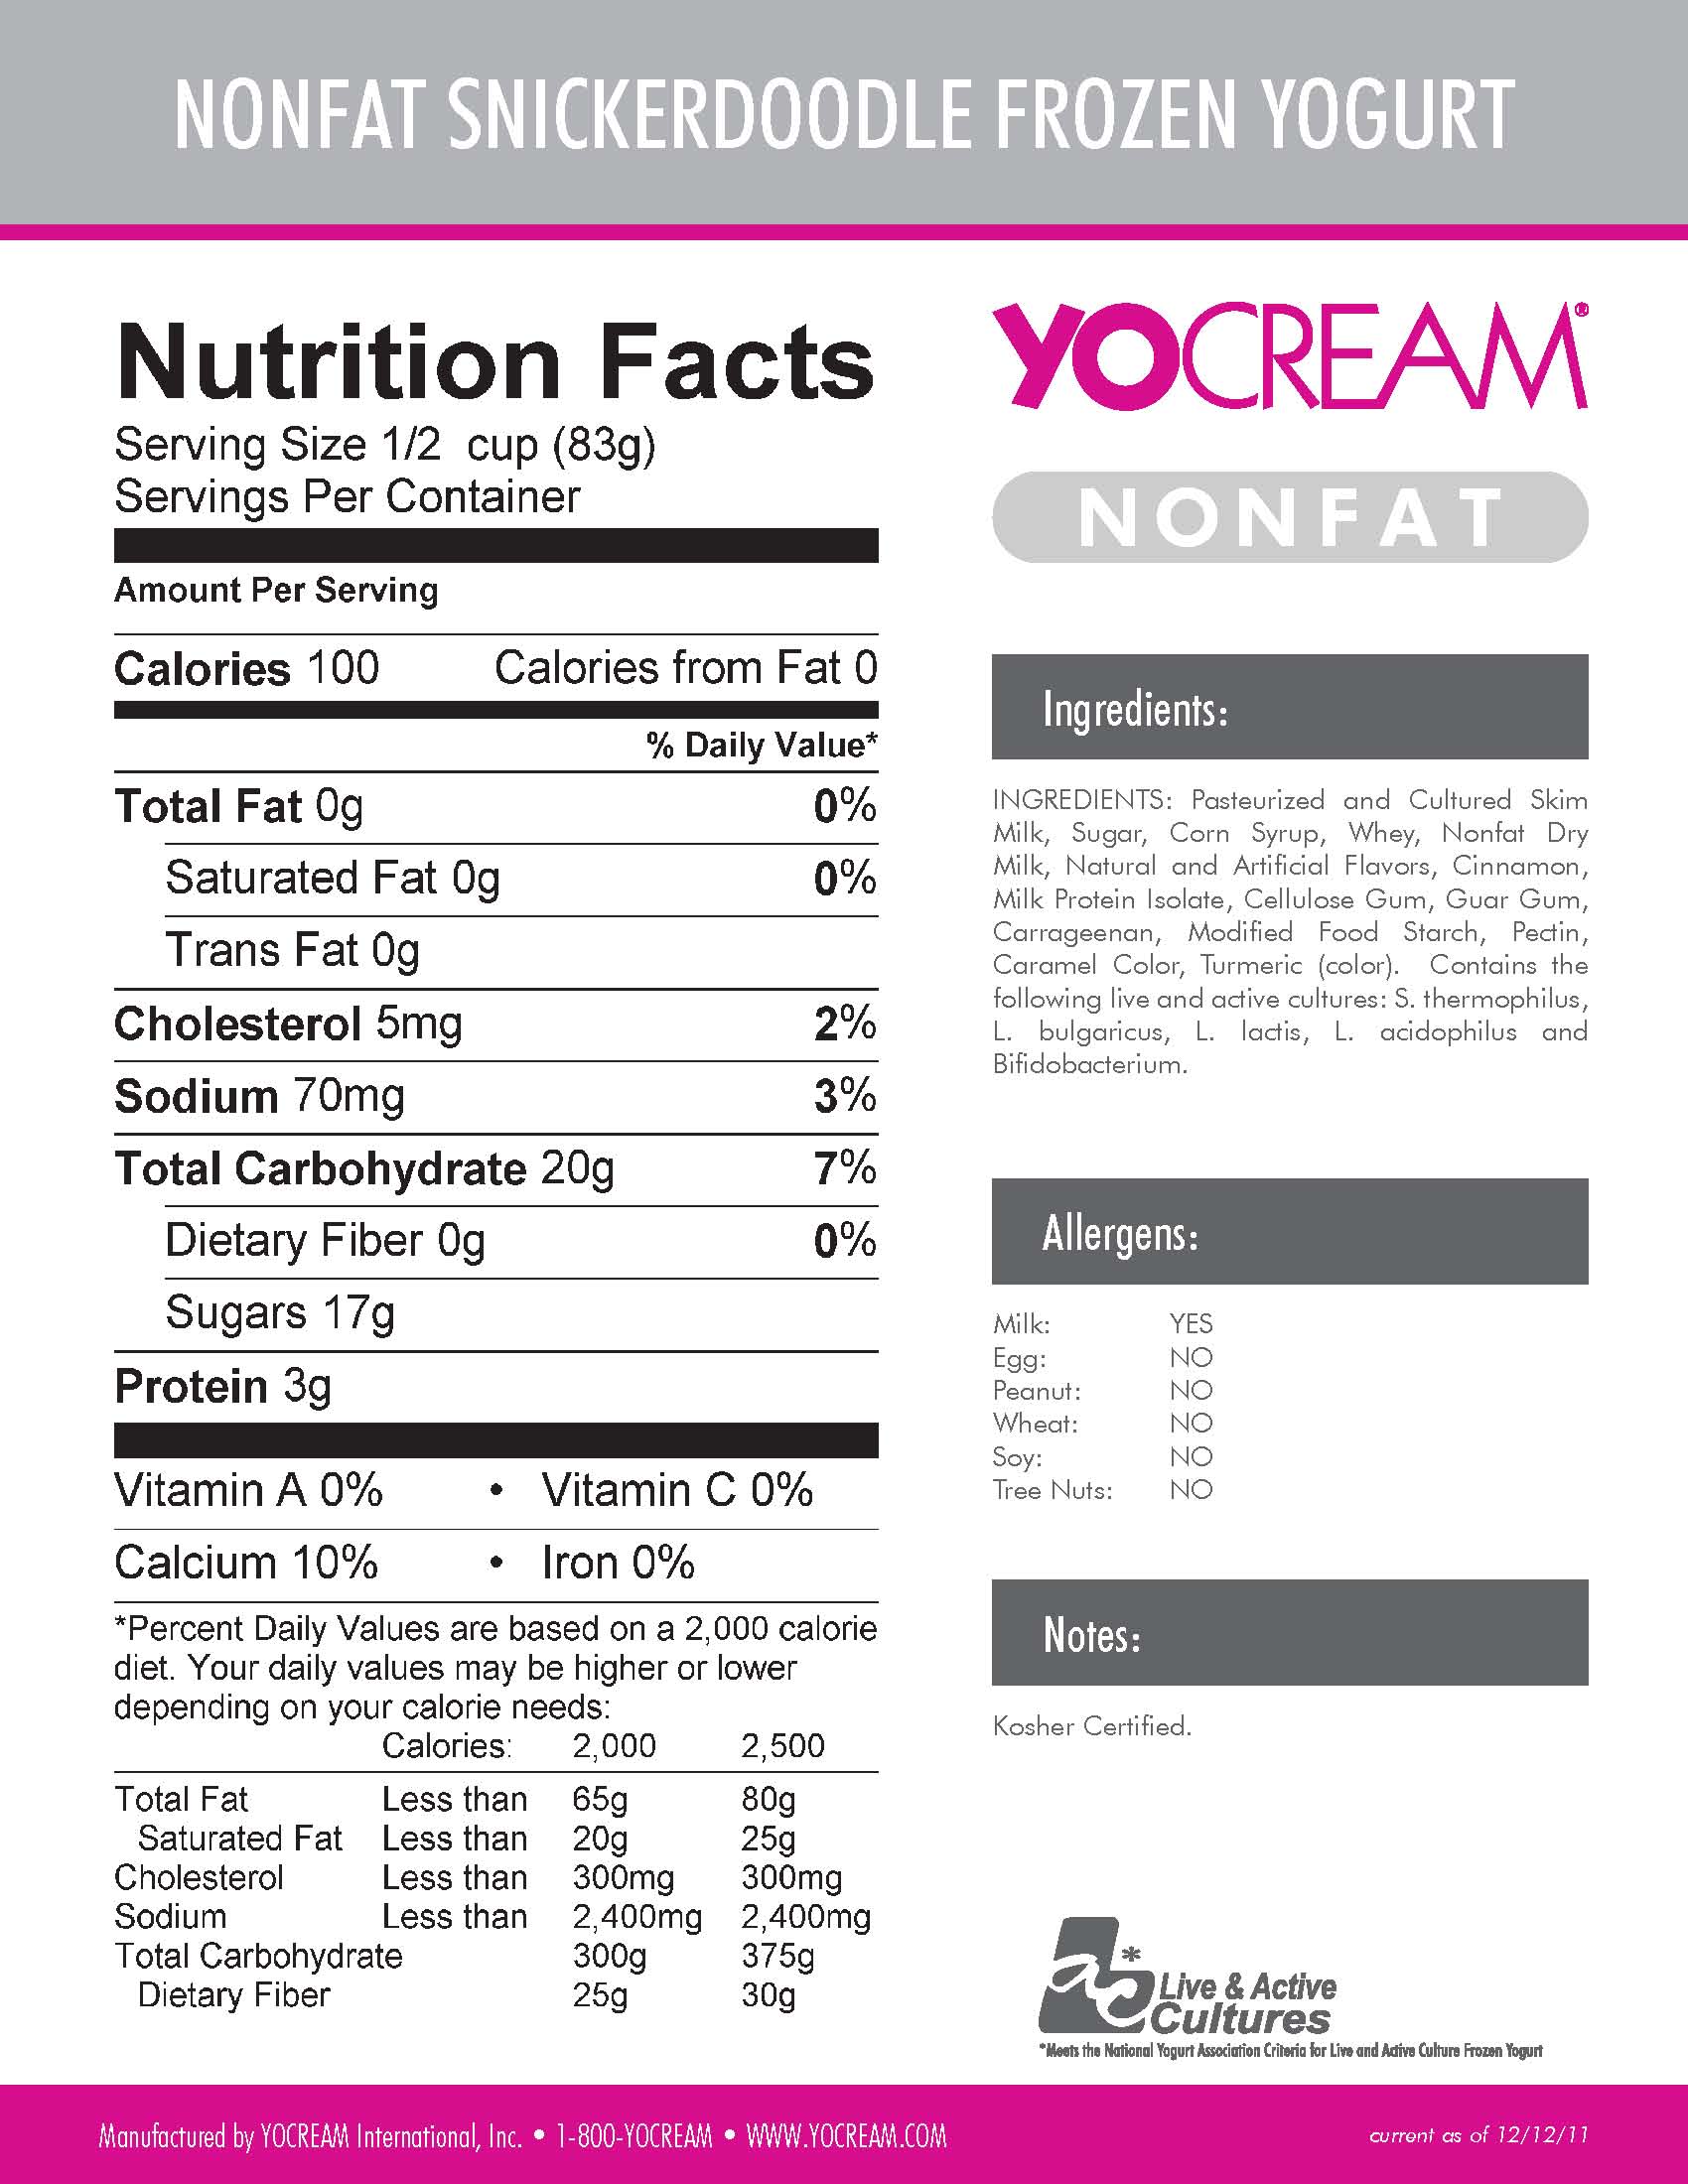 NONFAT SNICKERDOODLE FROZEN YOGURT
Nutrition Facts
Serving Size 1/2 cup (83g)
Servings Per Container
Amount Per Serving
Calories 100 Calories from Fat 0
% Daily Value*
Total Fat 0g 0%
Saturated Fat 0g 0%
Trans Fat 0g
Cholesterol 5mg 2%
Sodium 70mg 3%
Total Carbohydrate 20g 7%
Dietary Fiber 0g 0%
Sugars 17g
Protein 3g
Vitamin A 0% • Vitamin C 0%
Calcium 10% • Iron 0%
*Percent Daily Values are based on a 2,000 calorie
diet. Your daily values may be higher or lower
depending on your calorie needs:
Calories: 2,000 2,500
Total Fat Less than 65g 80g
Saturated Fat Less than 20g 25g
Cholesterol Less than 300mg 300mg
Sodium Less than 2,400mg 2,400mg
Total Carbohydrate 300g 375g
Dietary Fiber 25g 30g
YOCREAM®
NONFAT
Ingredients:
INGREDIENTS: Pasteurized and Cultured Skim
Milk, Sugar, Corn Syrup, Whey, Nonfat Dry
Milk, Natural and Artificial Flavors, Cinnamon,
Milk Protein Isolate, Cellulose Gum, Guar Gum,
Carrageenan, Modified Food Starch, Pectin,
Caramel Color, Turmeric (color). Contains the
following live and active cultures: S. thermophilus,
L. bulgaricus, L. lactis, L. acidophilus and
Bifidobacterium.
Allergens:
Milk: YES
Egg: NO
Peanut: NO
Wheat: NO
Soy: NO
Tree Nuts: NO
Notes:
Kosher Certified.
ac*
Live & Active
Cultures
*Meets the National Yogurt Association Criteria for Live and Active Culture Frozen Yogurt
Manufactured by YOCREAM International, Inc. • 1-800-YOCREAM • WWW.YOCREAM.COM
current as of 12/12/11